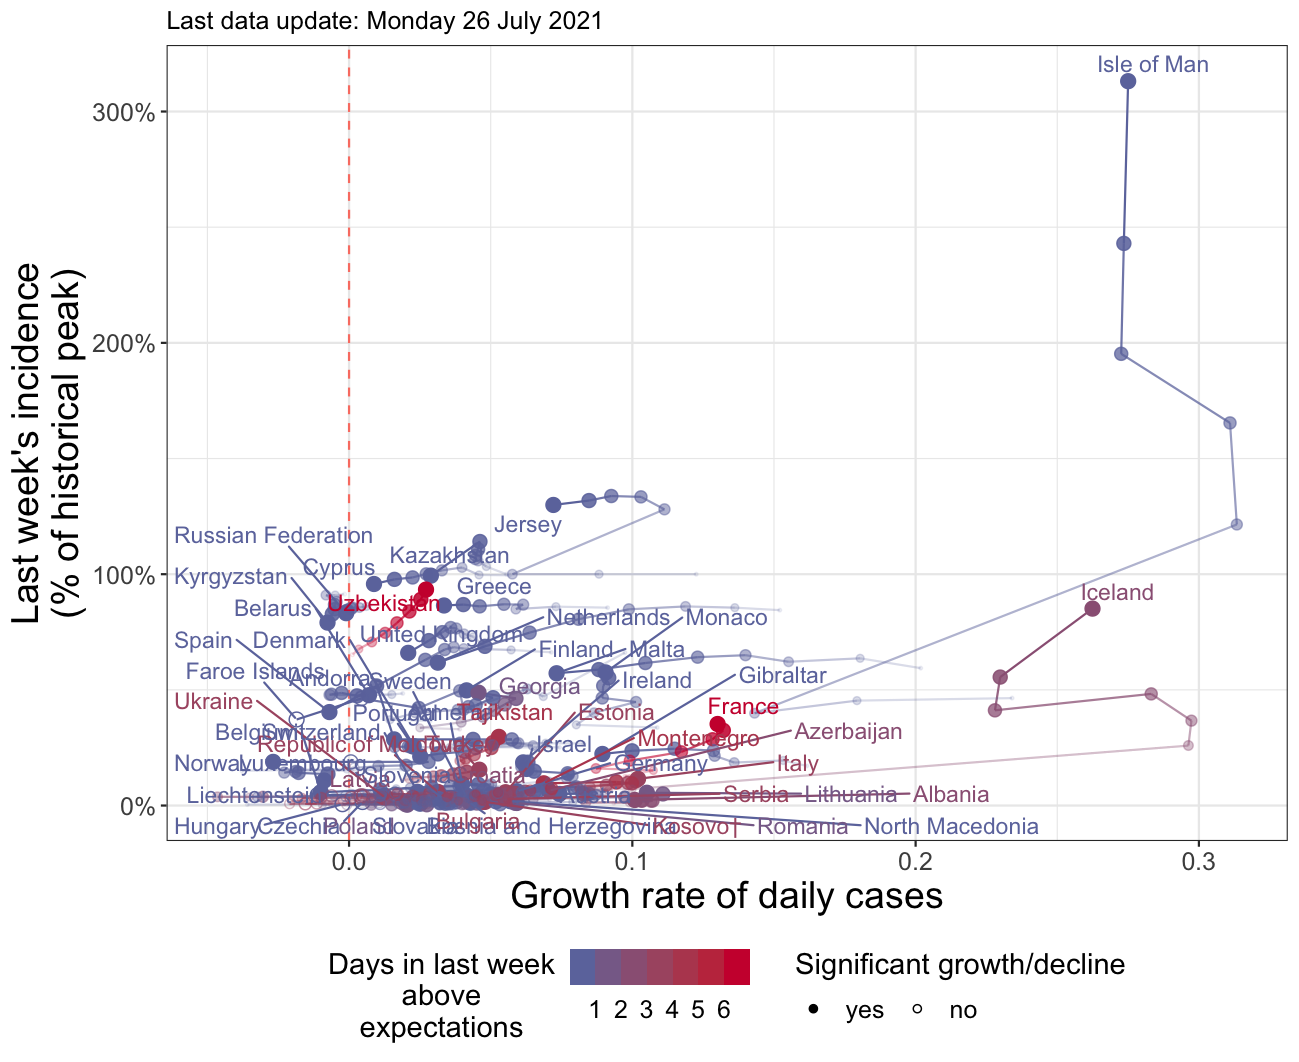 Last data update: Monday 26 July 2021
Last week's incidence
(% of historical peak)
300%
200%
100%
0%
Isle of Man
Jersey
Russian Federation
Kazakhstan
Cyprus
Kyrgyzstan
Greece
Iceland
Uzbekistan
Belarus
Netherlands
Monaco
Spain
Denmark
United Kingdom
Finland
Malta
Faroe Islands
Andorra
Sweden
Georgia
Ireland
Gibraltar
Ukraine
Portugal
Armenia
Tajikistan
Estonia
France
Belgium
Switzerland
Azerbaijan
Republic of Moldova
Turkey
Israel
Montenegro
Norway
Luxembourg
Latvia
Slovenia
Croatia
Germany
Italy
Liechtenstein
Austria
Serbia
Lithuania
Albania
Hungary
Czechia
Poland
Slovakia
Bulgaria
Bosnia and Herzegovina
Kosovo
Romania
North Macedonia
0.0
0.1
0.2
0.3
Growth rate of daily cases
Days in last week
above
expectations
1 2 3 4 5 6
Significant growth/decline
yes
no